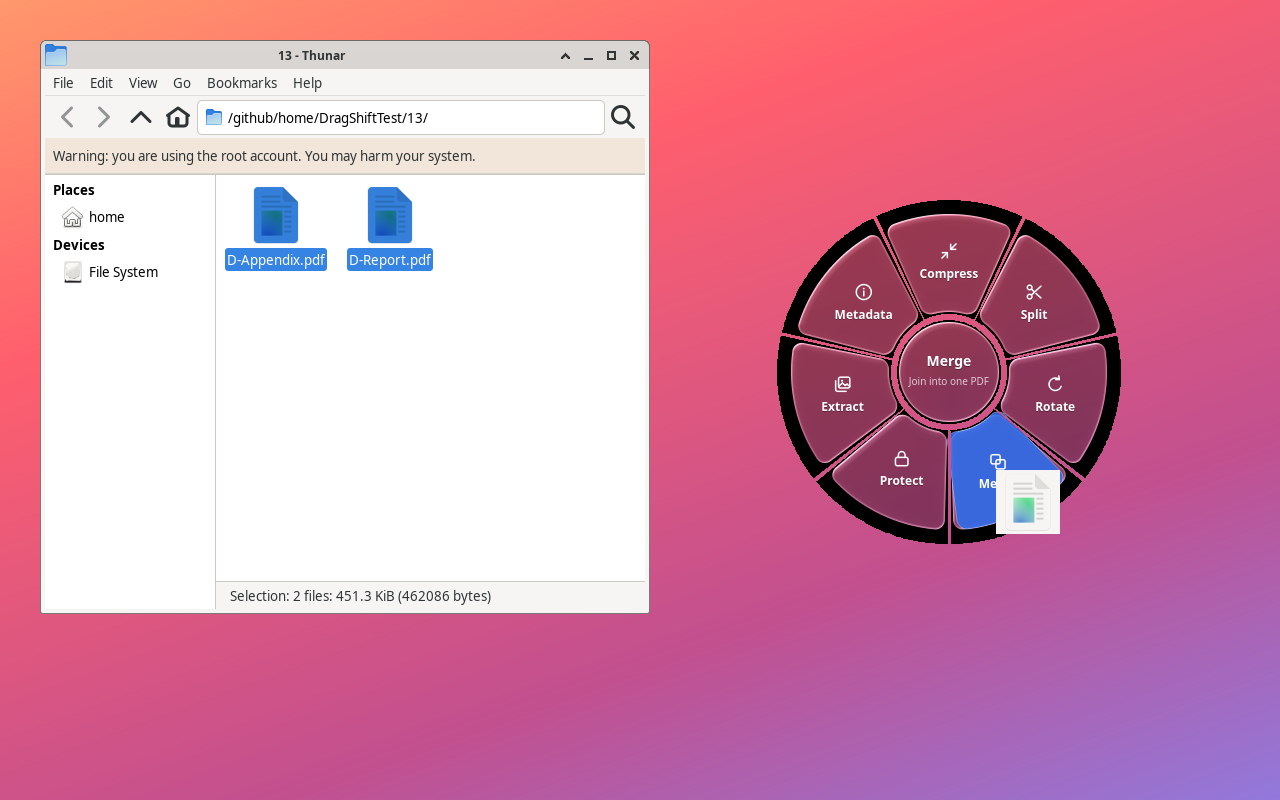 13 - Thunar
File Edit View Go Bookmarks Help
/github/home/DragShiftTest/13/
Warning: you are using the root account. You may harm your system.
Places
home
Devices
File System
D-Appendix.pdf D-Report.pdf
Selection: 2 files: 451.3 KiB (462086 bytes)
Compress
Metadata
Split
Merge
Join into one PDF
Extract
Rotate
Protect